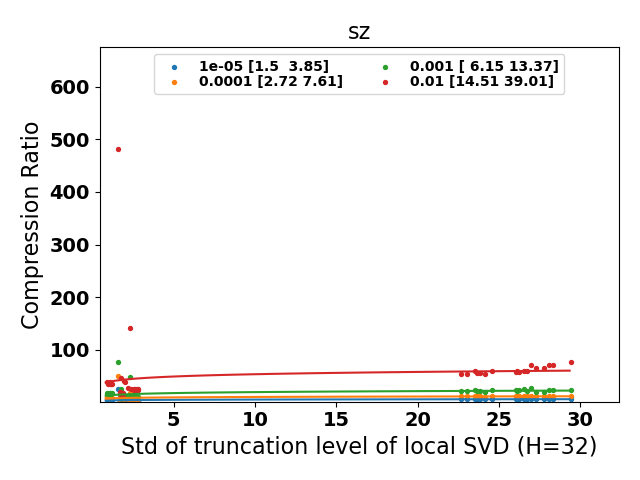 sz
1e-05 [1.5  3.85]
0.0001 [2.72 7.61]
0.001 [ 6.15 13.37]
0.01 [14.51 39.01]
Compression Ratio
600
500
400
300
200
100
5 10 15 20 25 30
Std of truncation level of local SVD (H=32)